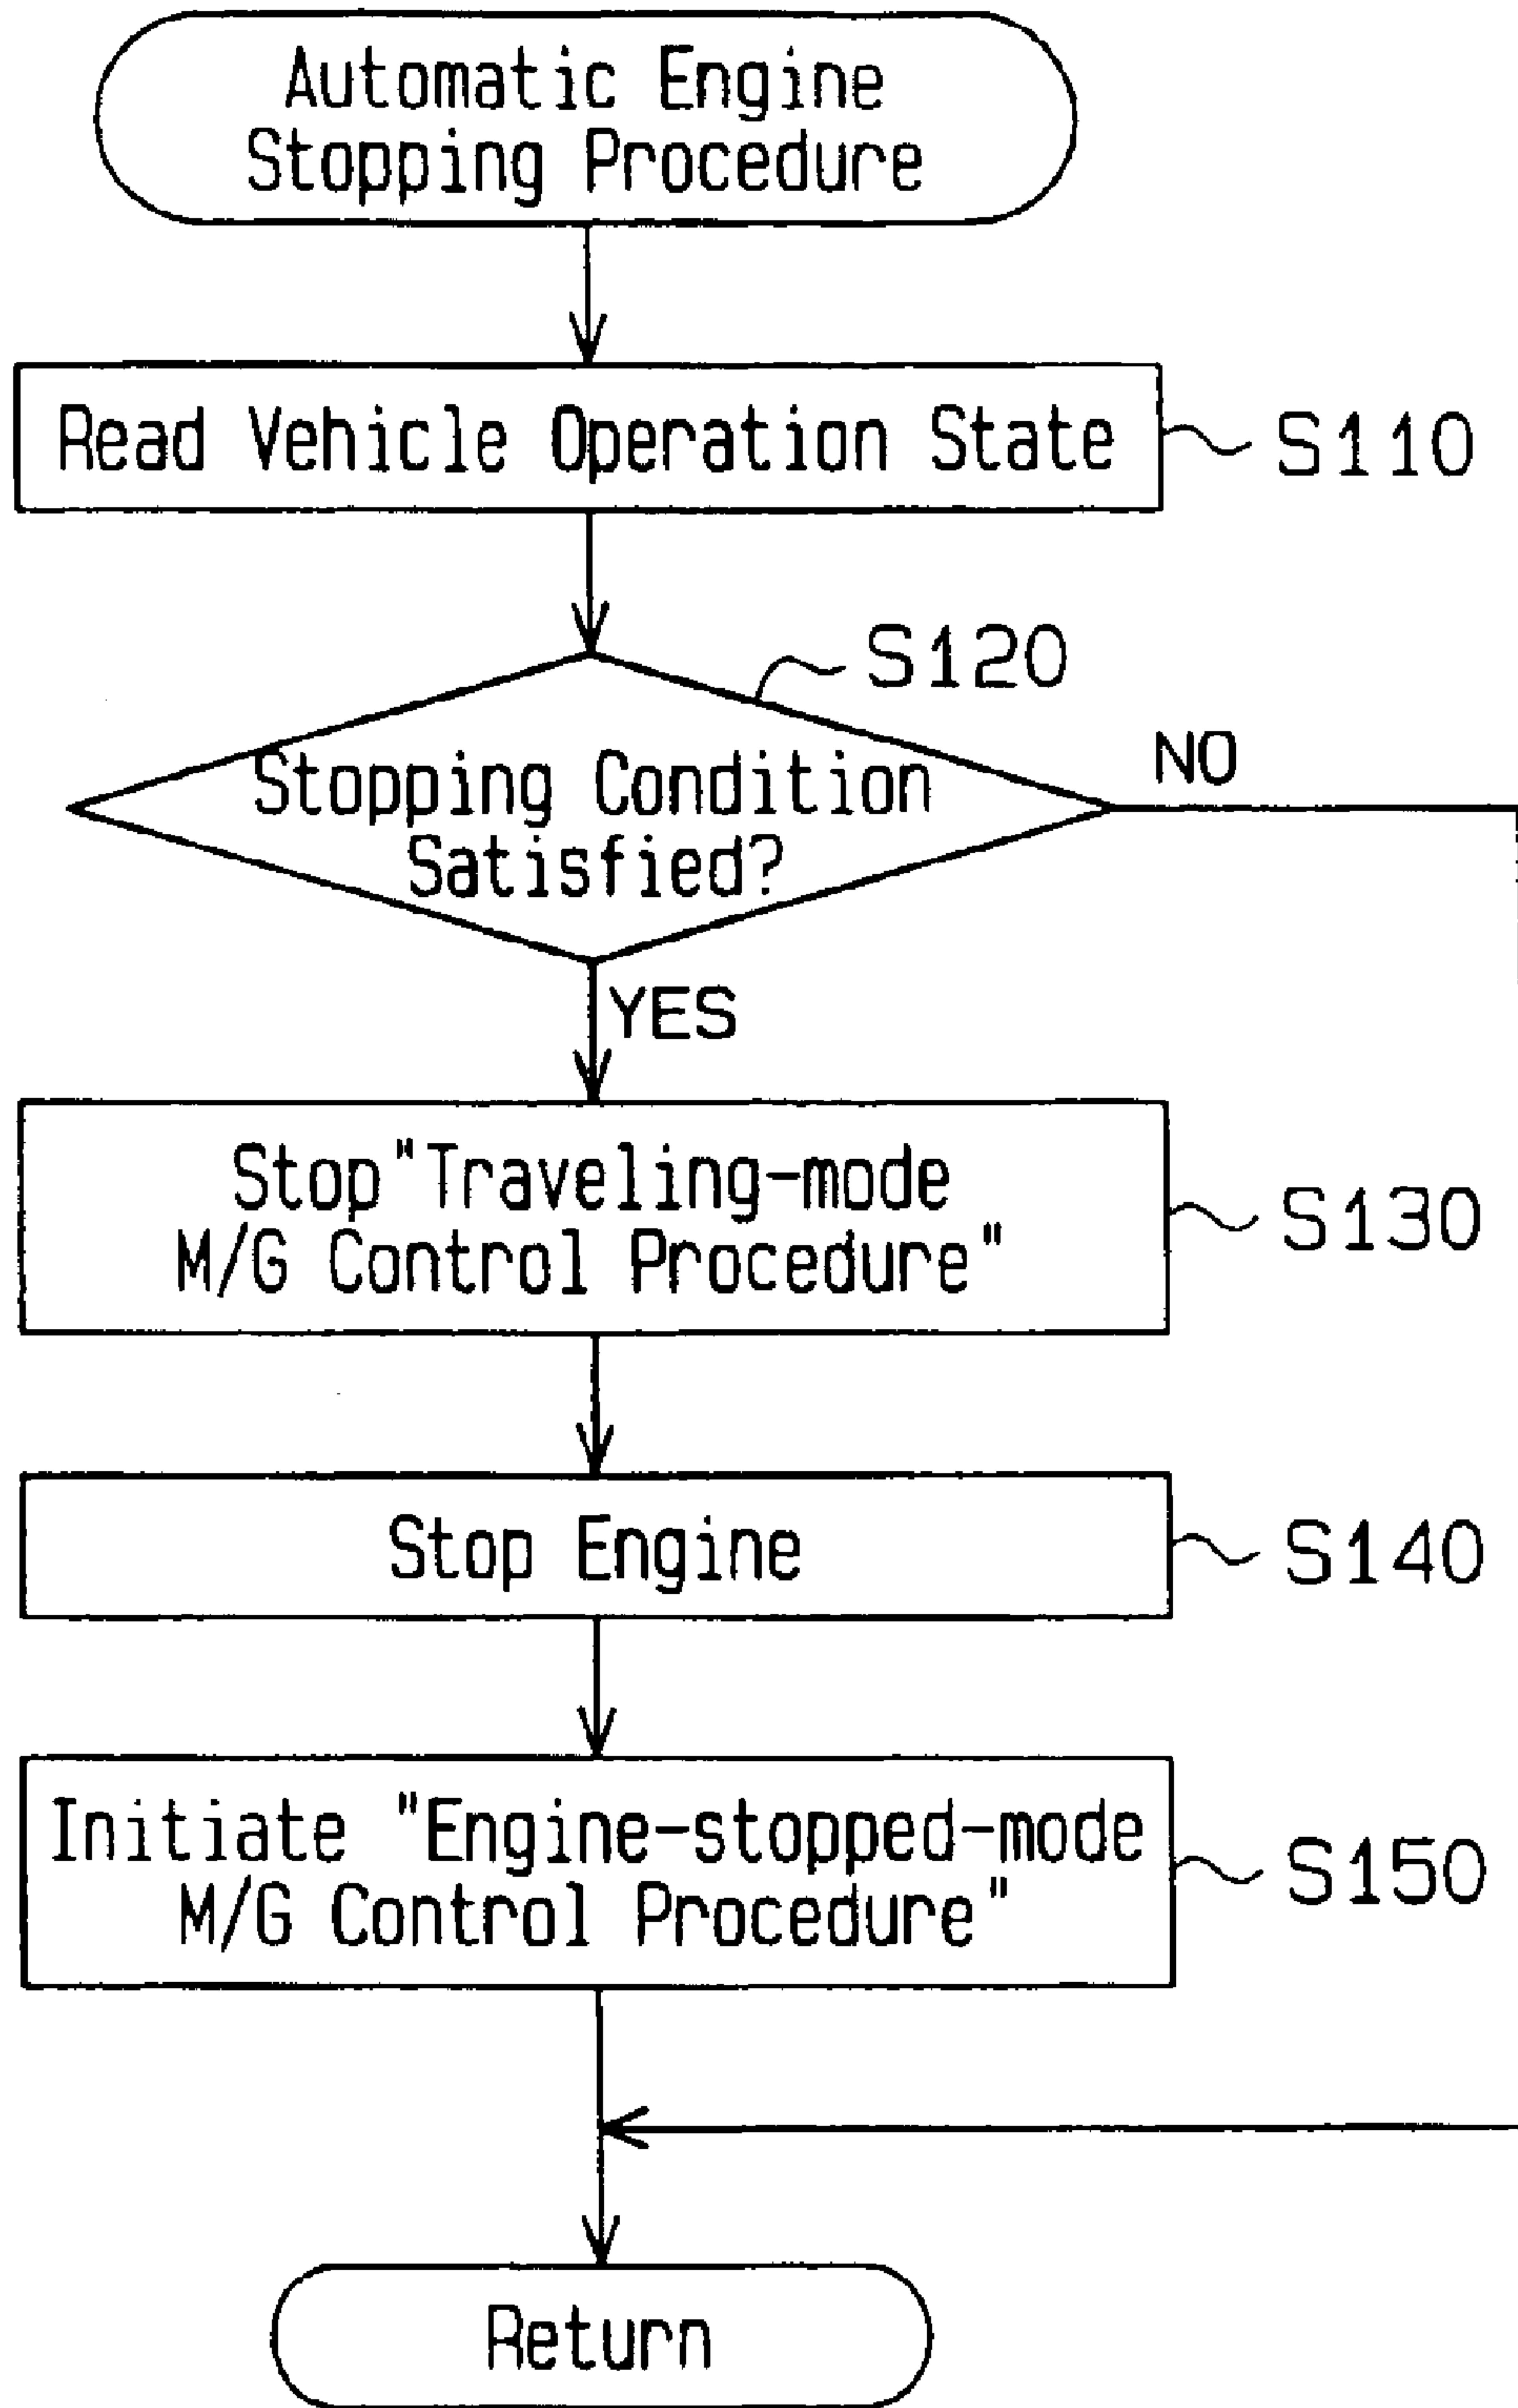 Automatic Engine
Stopping Procedure
Read Vehicle Operation State
S110
S120
Stopping Condition
Satisfied?
NO
YES
Stop"Traveling-mode
M/G Control Procedure"
S130
Stop Engine
S140
Initiate "Engine-stopped-mode
M/G Control Procedure"
S150
Return